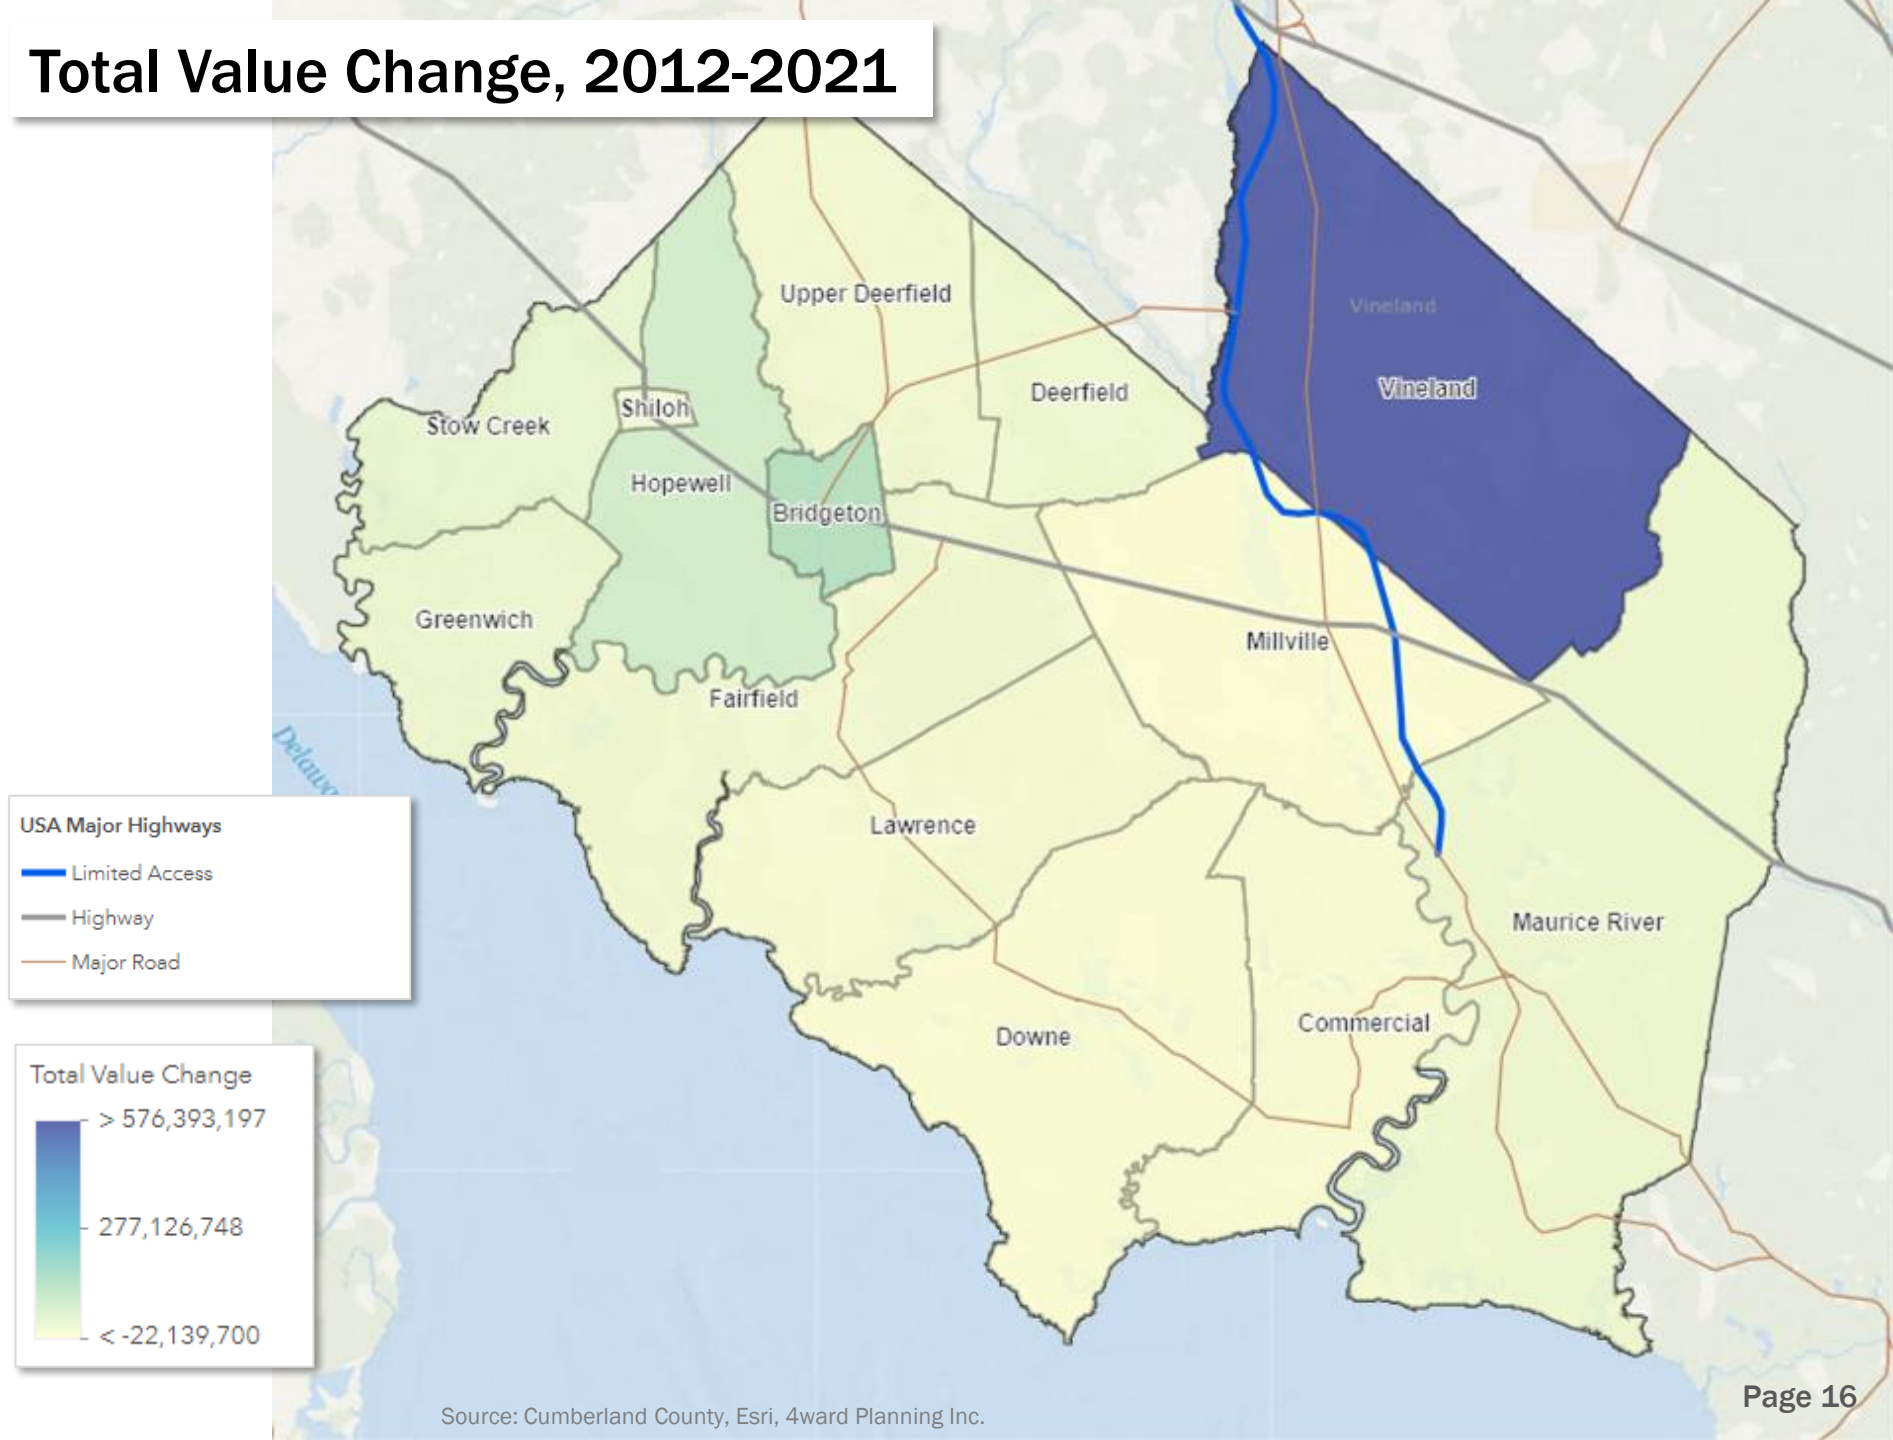 Total Value Change, 2012-2021
Upper Deerfield
Vineland
Vineland
Deerfield
Shiloh
Stow Creek
Hopewell
Bridgeton
Greenwich
Millville
Fairfield
Lawrence
Maurice River
Commercial
Downe
USA Major Highways
Limited Access
Highway
Major Road
Total Value Change
> 576,393,197
277,126,748
< -22,139,700
Source: Cumberland County, Esri, 4ward Planning Inc.
Page 16